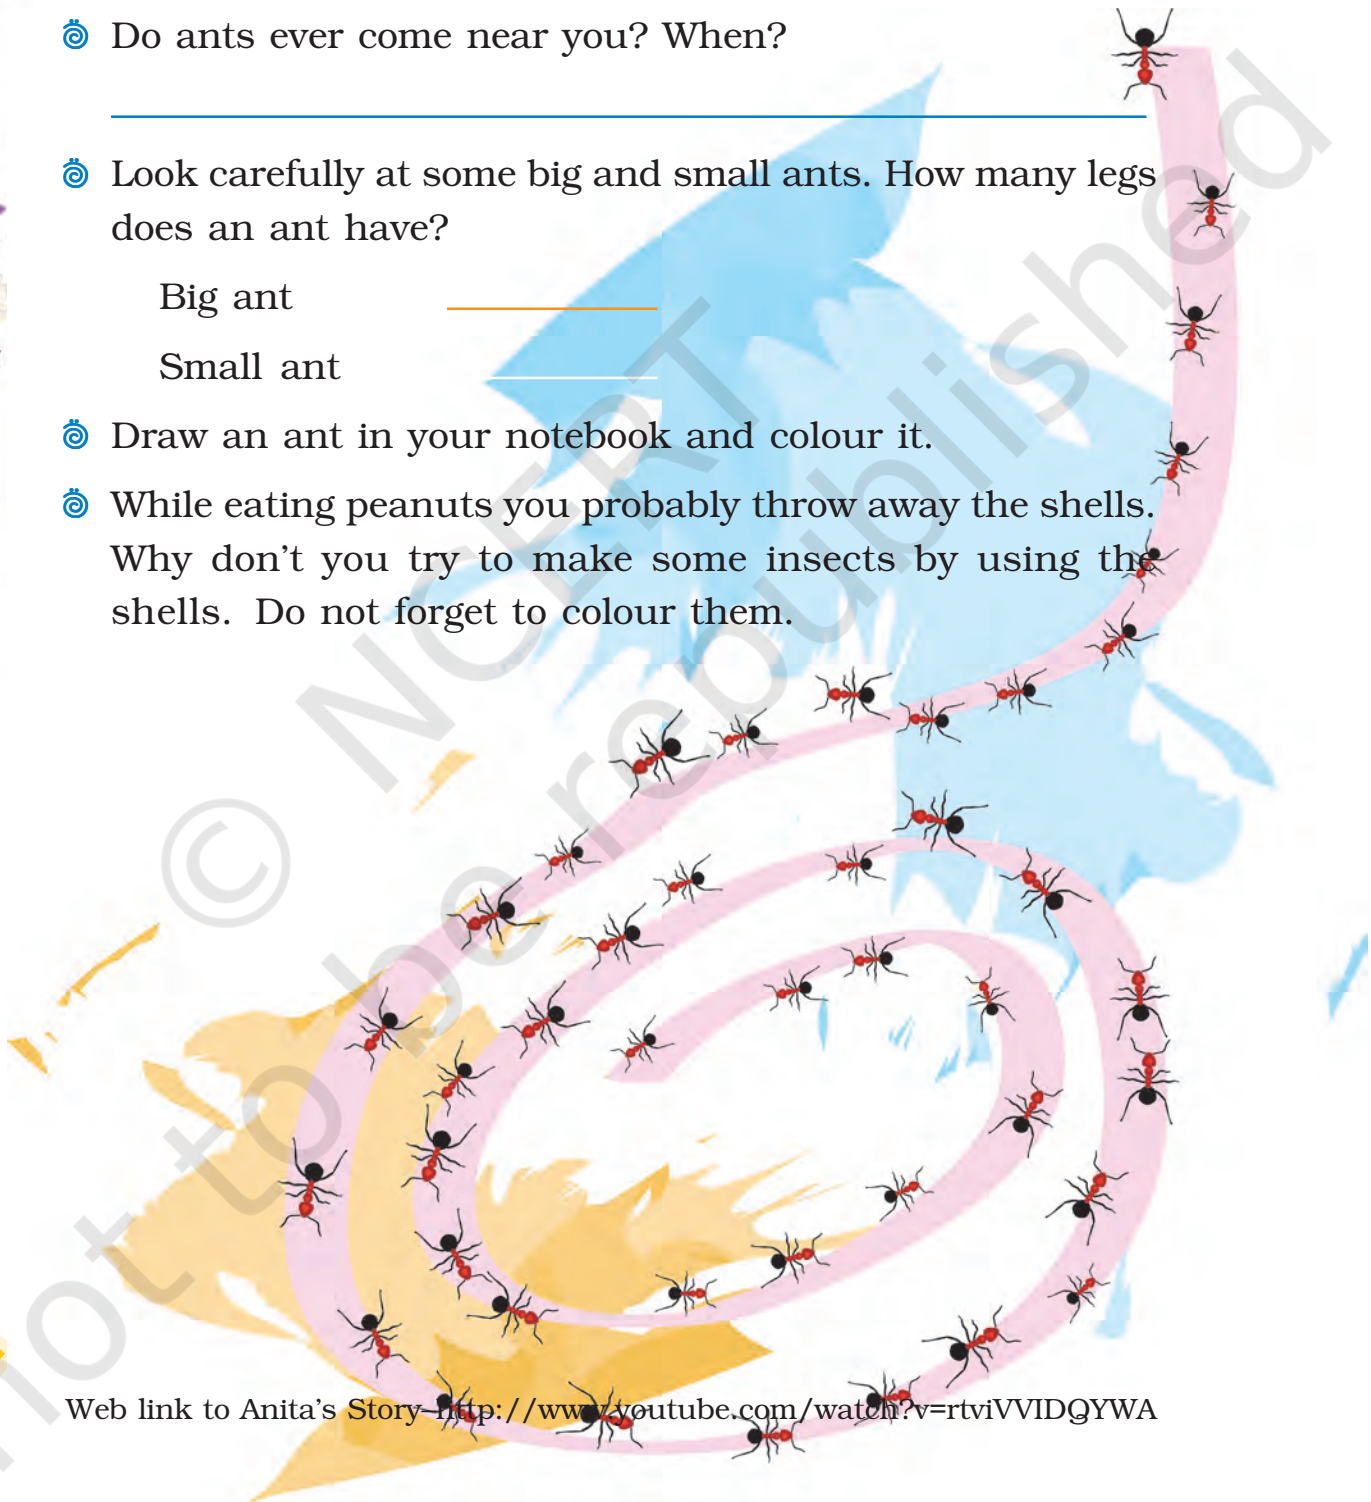 Do ants ever come near you? When?
Look carefully at some big and small ants. How many legs
does an ant have?
Big ant
Small ant
Draw an ant in your notebook and colour it.
While eating peanuts you probably throw away the shells.
Why don't you try to make some insects by using the
shells. Do not forget to colour them.
© NCERT
not to be republished
Web link to Anita's Story–http://www.youtube.com/watch?v=rtviVVIDQYWA